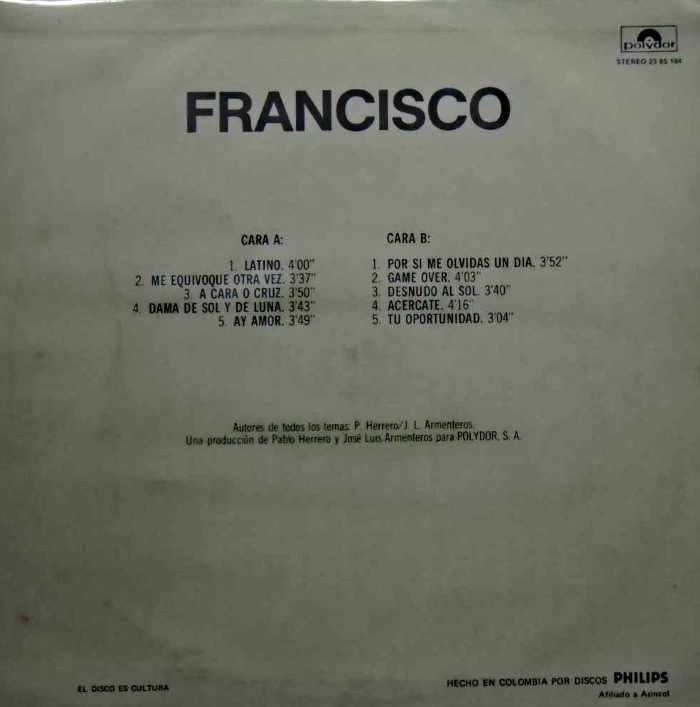 polydor
STEREO 23 85 184
FRANCISCO
CARA A:
1. LATINO. 4'00"
2. ME EQUIVOQUE OTRA VEZ. 3'37"
3. A CARA O CRUZ. 3'50"
4. DAMA DE SOL Y DE LUNA. 3'43"
5. AY AMOR. 3'49"
CARA B:
1. POR SI ME OLVIDAS UN DIA. 3'52"
2. GAME OVER. 4'03"
3. DESNUDO AL SOL. 3'40"
4. ACERCATE. 4'16"
5. TU OPORTUNIDAD. 3'04"
Autores de todos los temas. P. Herrero/J. L. Armenteros.
Una producción de Pablo Herrero y José Luis Armenteros para POLYDOR, S. A.
EL DISCO ES CULTURA
HECHO EN COLOMBIA POR DISCOS PHILIPS
Afiliado a Asincol